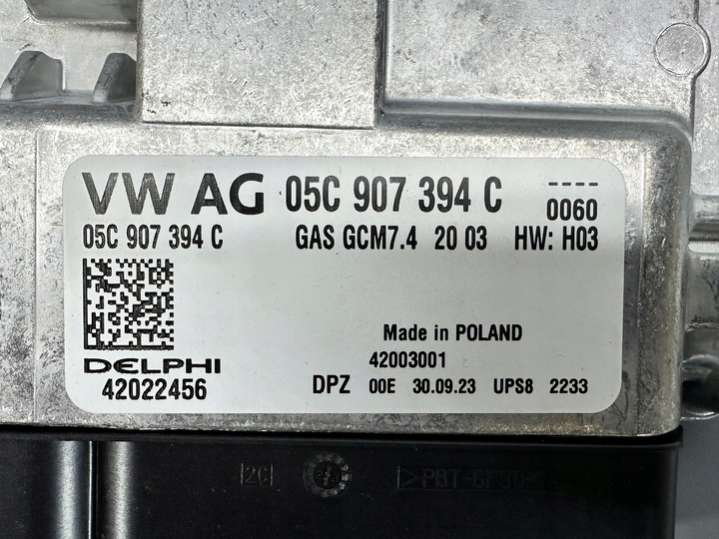 VW AG 05C 907 394 C ----
0060
05C 907 394 C GAS GCM7.4 20 03 HW: H03
Made in POLAND
DELPHI 42003001
42022456 DPZ 00E 30.09.23 UPS8 2233
2C